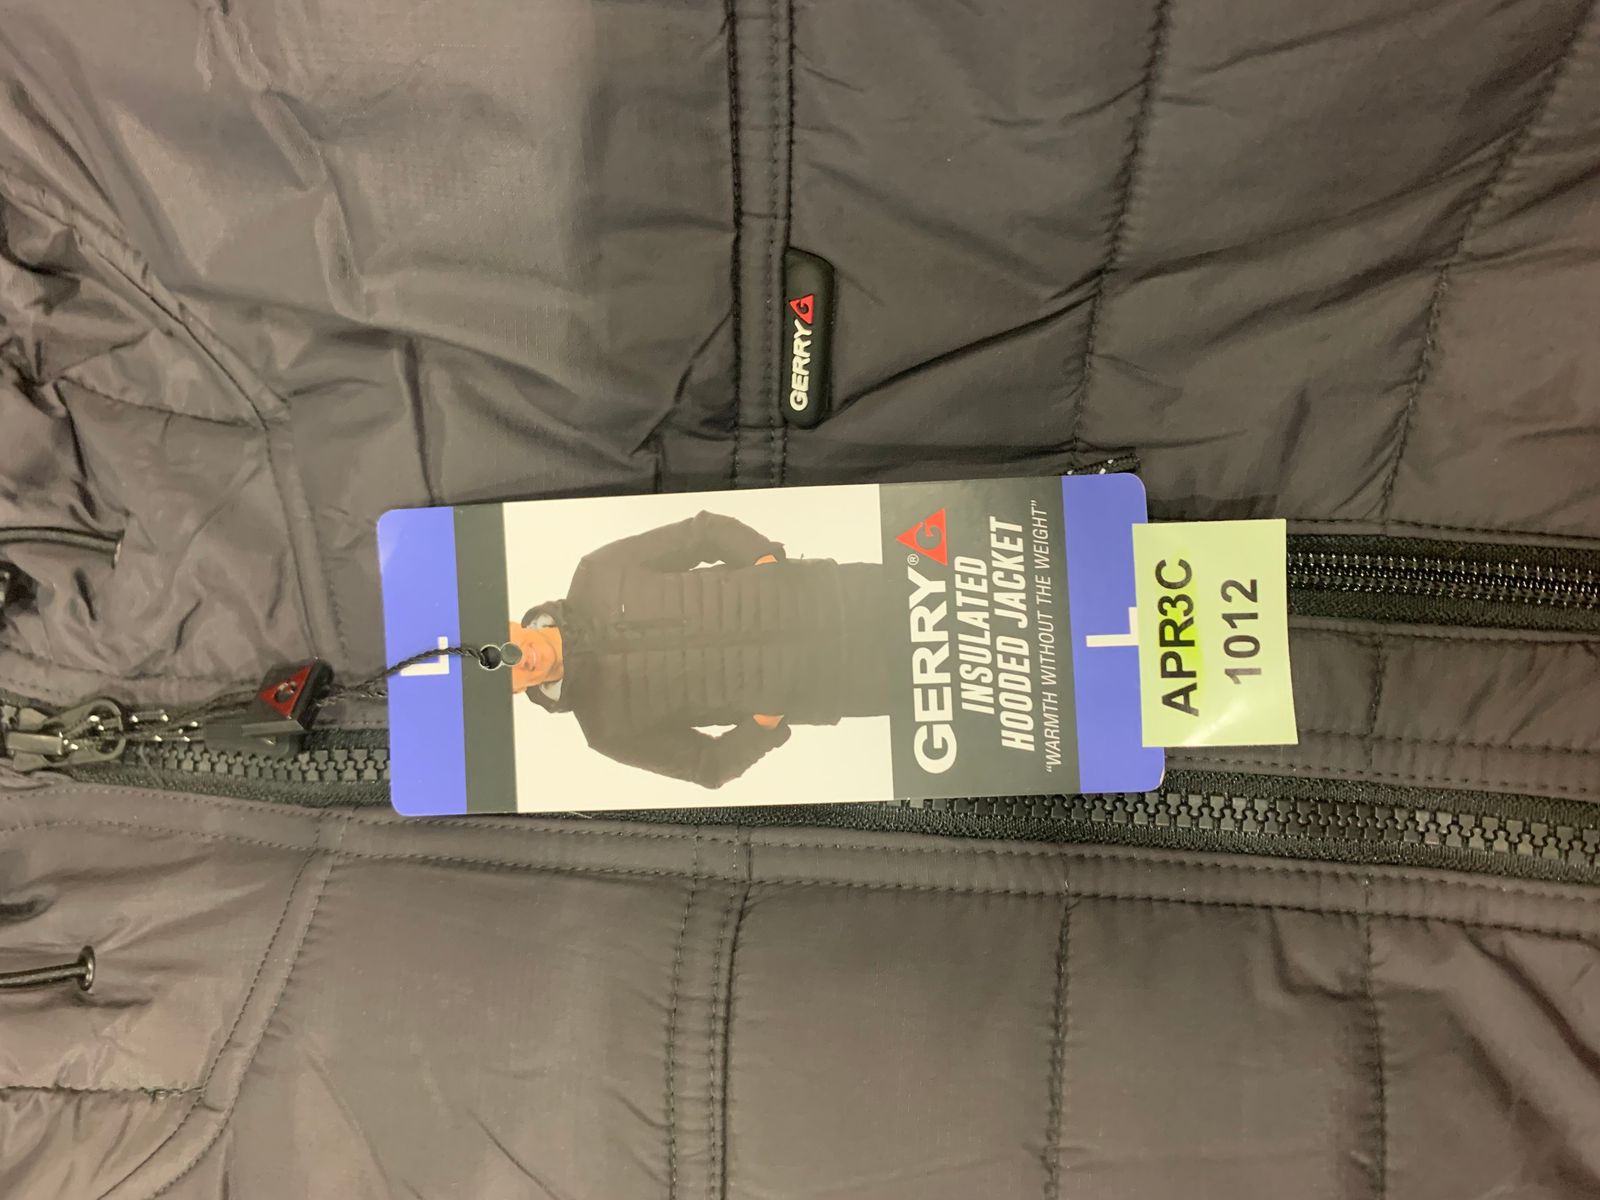 GERRY G
L
G
GERRY® G
INSULATED
HOODED JACKET
"WARMTH WITHOUT THE WEIGHT"
L
APR3C
1012